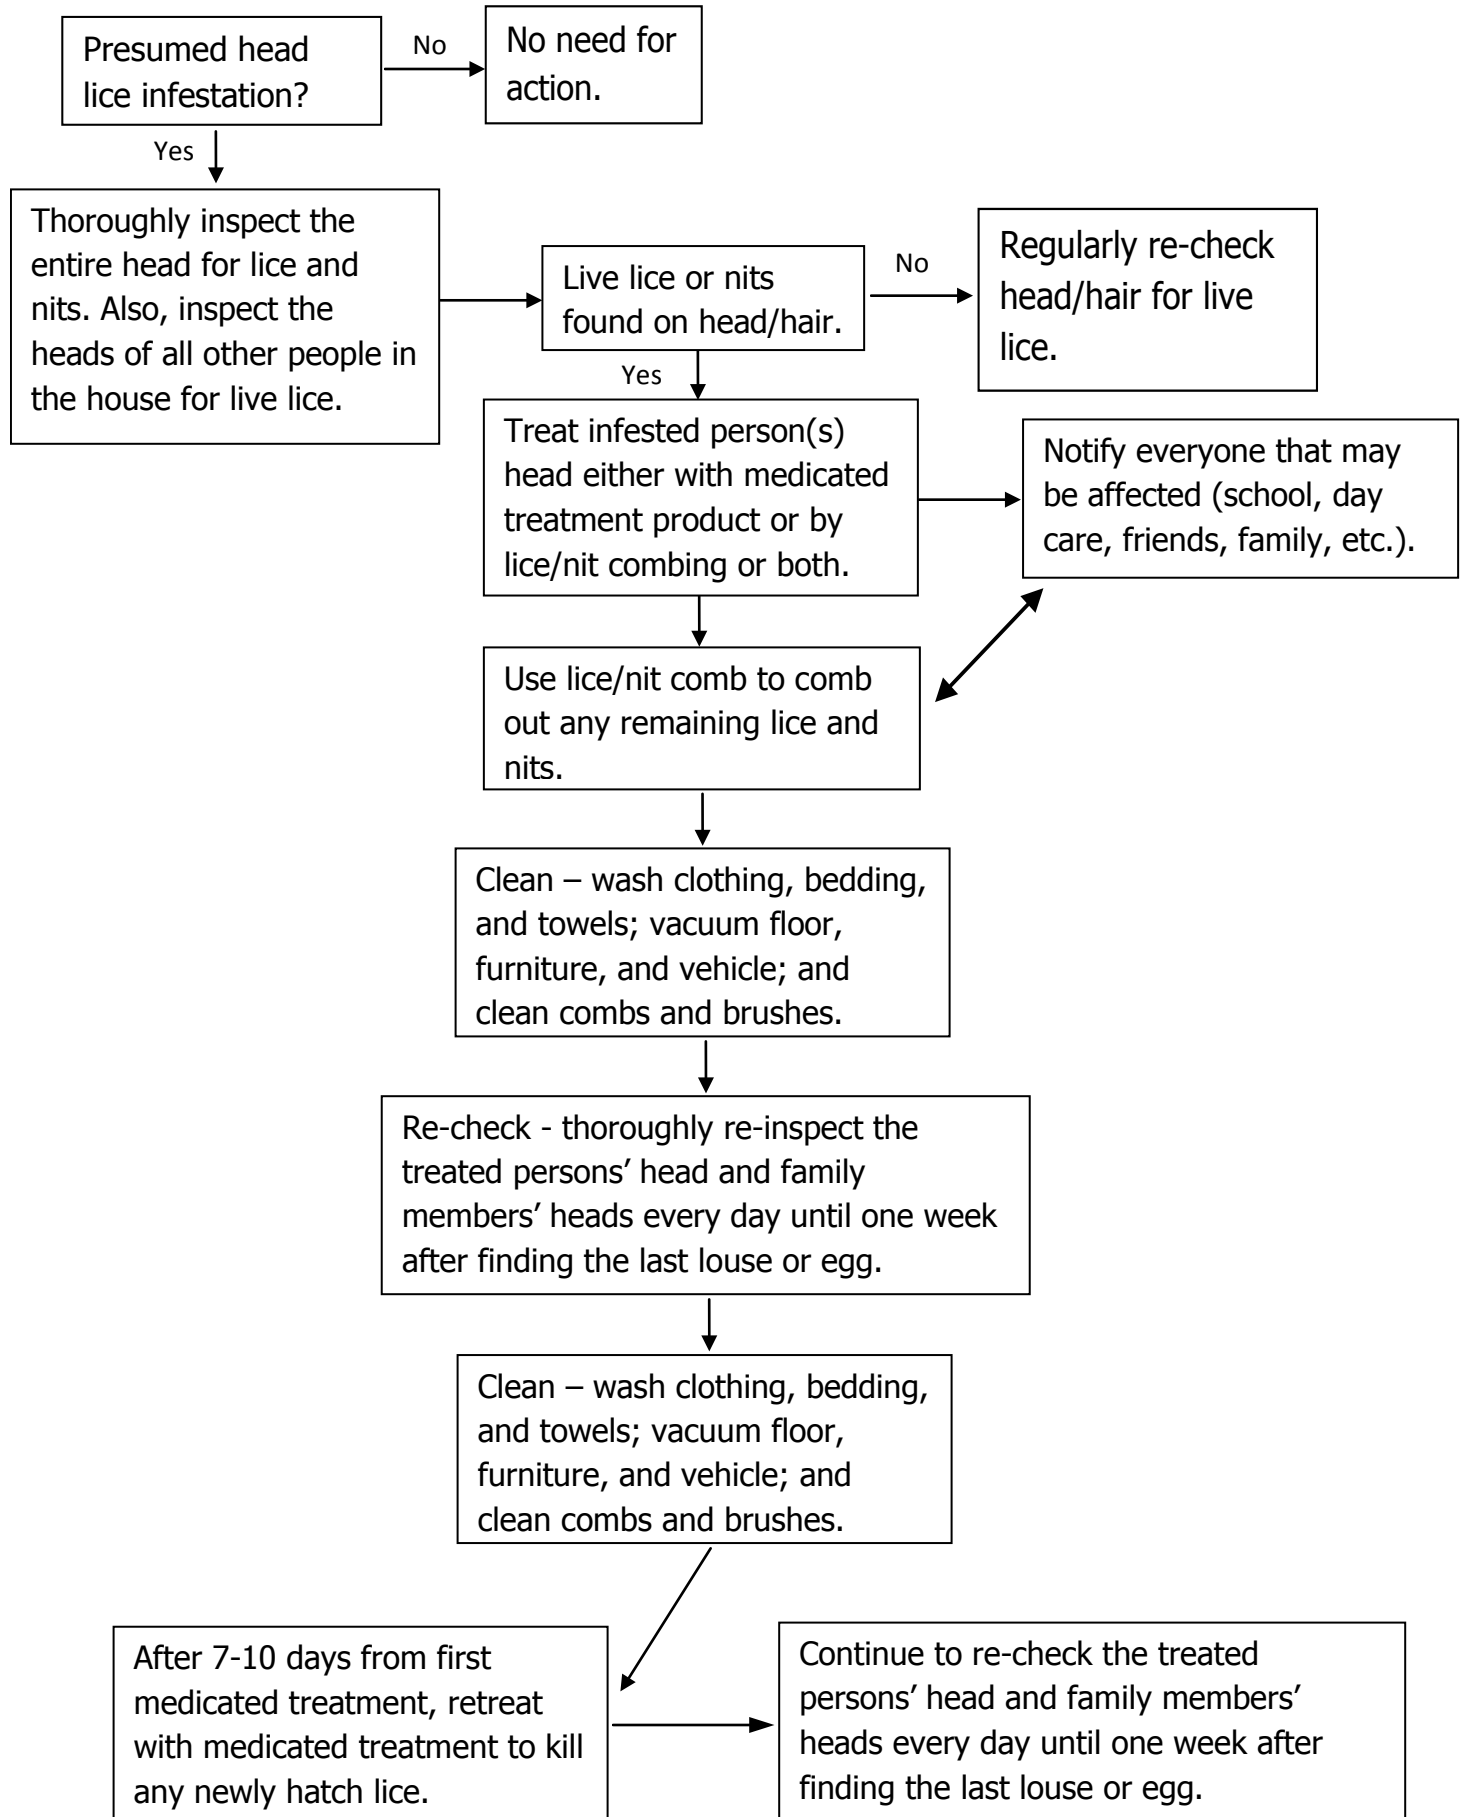 Presumed head
lice infestation?
No
No need for
action.
Yes
Thoroughly inspect the
entire head for lice and
nits. Also, inspect the
heads of all other people in
the house for live lice.
Live lice or nits
found on head/hair.
No
Regularly re-check
head/hair for live
lice.
Yes
Treat infested person(s)
head either with medicated
treatment product or by
lice/nit combing or both.
Notify everyone that may
be affected (school, day
care, friends, family, etc.).
Use lice/nit comb to comb
out any remaining lice and
nits.
Clean – wash clothing, bedding,
and towels; vacuum floor,
furniture, and vehicle; and
clean combs and brushes.
Re-check - thoroughly re-inspect the
treated persons’ head and family
members’ heads every day until one week
after finding the last louse or egg.
Clean – wash clothing, bedding,
and towels; vacuum floor,
furniture, and vehicle; and
clean combs and brushes.
After 7-10 days from first
medicated treatment, retreat
with medicated treatment to kill
any newly hatch lice.
Continue to re-check the treated
persons’ head and family members’
heads every day until one week after
finding the last louse or egg.